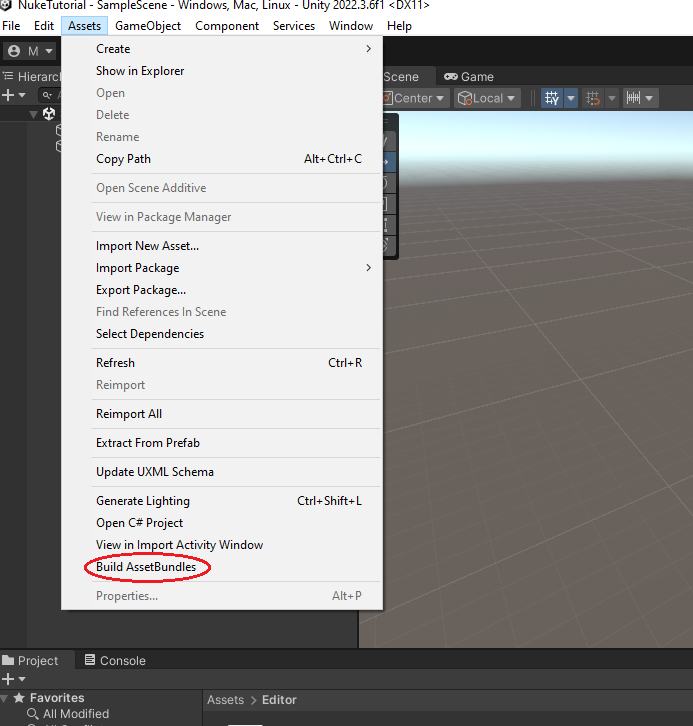 NukeTutorial - SampleScene - Windows, Mac, Linux - Unity 2022.3.6f1 <DX11>
File Edit Assets GameObject Component Services Window Help
M
Hierarch
Scene
Game
Center
Local
Create
Show in Explorer
Open
Delete
Rename
Copy Path Alt+Ctrl+C
Open Scene Additive
View in Package Manager
Import New Asset...
Import Package
Export Package...
Find References In Scene
Select Dependencies
Refresh Ctrl+R
Reimport
Reimport All
Extract From Prefab
Update UXML Schema
Generate Lighting Ctrl+Shift+L
Open C# Project
View in Import Activity Window
Build AssetBundles
Properties... Alt+P
Project Console
Favorites
All Modified
Assets > Editor